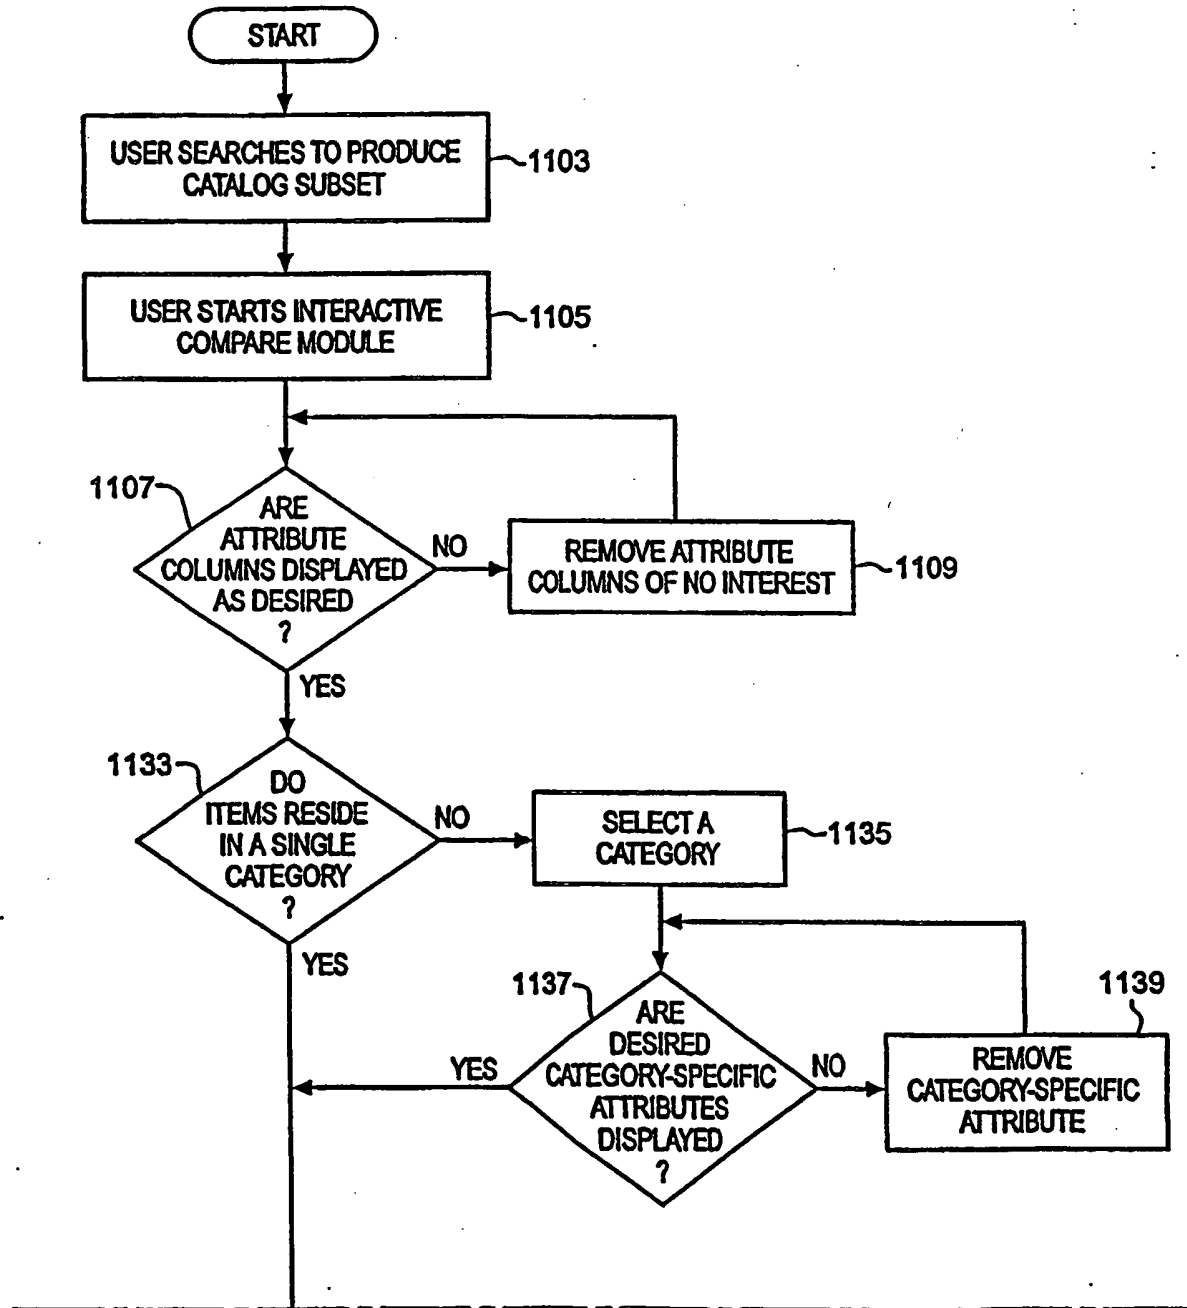 START
USER SEARCHES TO PRODUCE
CATALOG SUBSET
1103
USER STARTS INTERACTIVE
COMPARE MODULE
1105
1107
ARE
ATTRIBUTE
COLUMNS DISPLAYED
AS DESIRED
?
NO
REMOVE ATTRIBUTE
COLUMNS OF NO INTEREST
1109
YES
1133
DO
ITEMS RESIDE
IN A SINGLE
CATEGORY
?
NO
SELECT A
CATEGORY
1135
YES
1137
ARE
DESIRED
CATEGORY-SPECIFIC
ATTRIBUTES
DISPLAYED
?
YES
NO
1139
REMOVE
CATEGORY-SPECIFIC
ATTRIBUTE